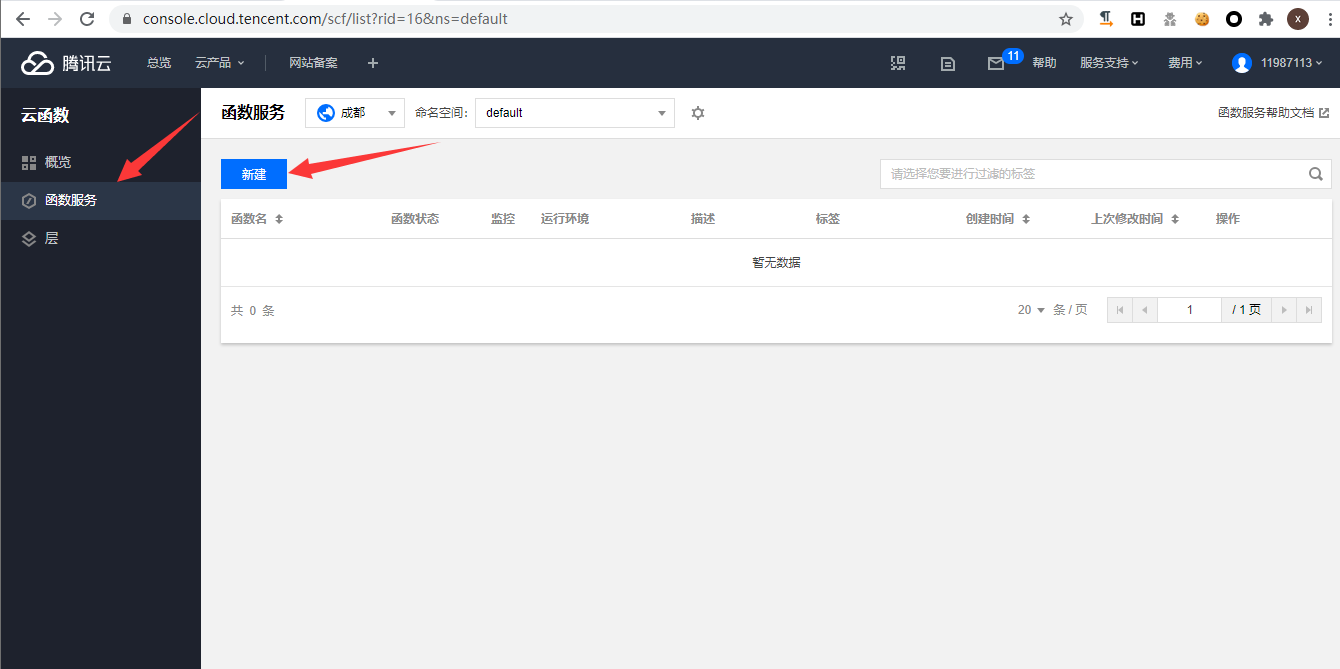 console.cloud.tencent.com/scf/list?rid=16&ns=default
腾讯云 总览 云产品 网站备案 + 11 帮助 服务支持 费用 11987113
云函数
概览
函数服务
层
函数服务 成都 命名空间: default 函数服务帮助文档
新建 请选择您要进行过滤的标签
函数名 函数状态 监控 运行环境 描述 标签 创建时间 上次修改时间 操作
暂无数据
共 0 条 20 条 / 页 1 / 1 页